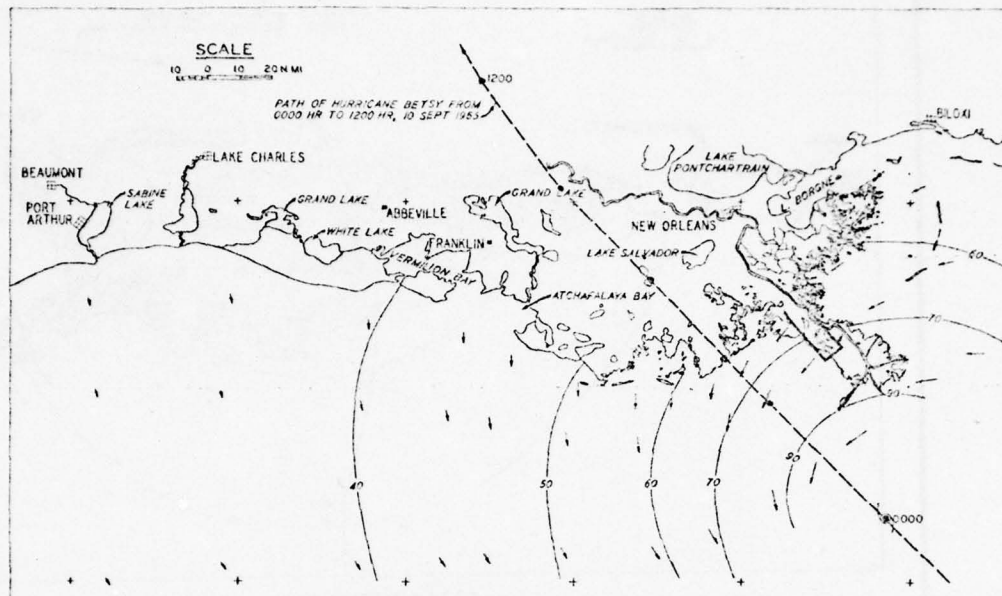 SCALE
10 0 10 20 N MI
1200
PATH OF HURRICANE BETSY FROM
0000 HR TO 1200 HR, 10 SEPT 1965
BILOXI
LAKE CHARLES
LAKE
PONTCHARTRAIN
BEAUMONT
SABINE
LAKE
GRAND LAKE
GRAND LAKE
BORGNE
PORT
ARTHUR
ABBEVILLE
NEW ORLEANS
WHITE LAKE
FRANKLIN
LAKE SALVADOR
VERMILION BAY
60
ATCHAFALAYA BAY
70
90
90
40
50
60
70
0000